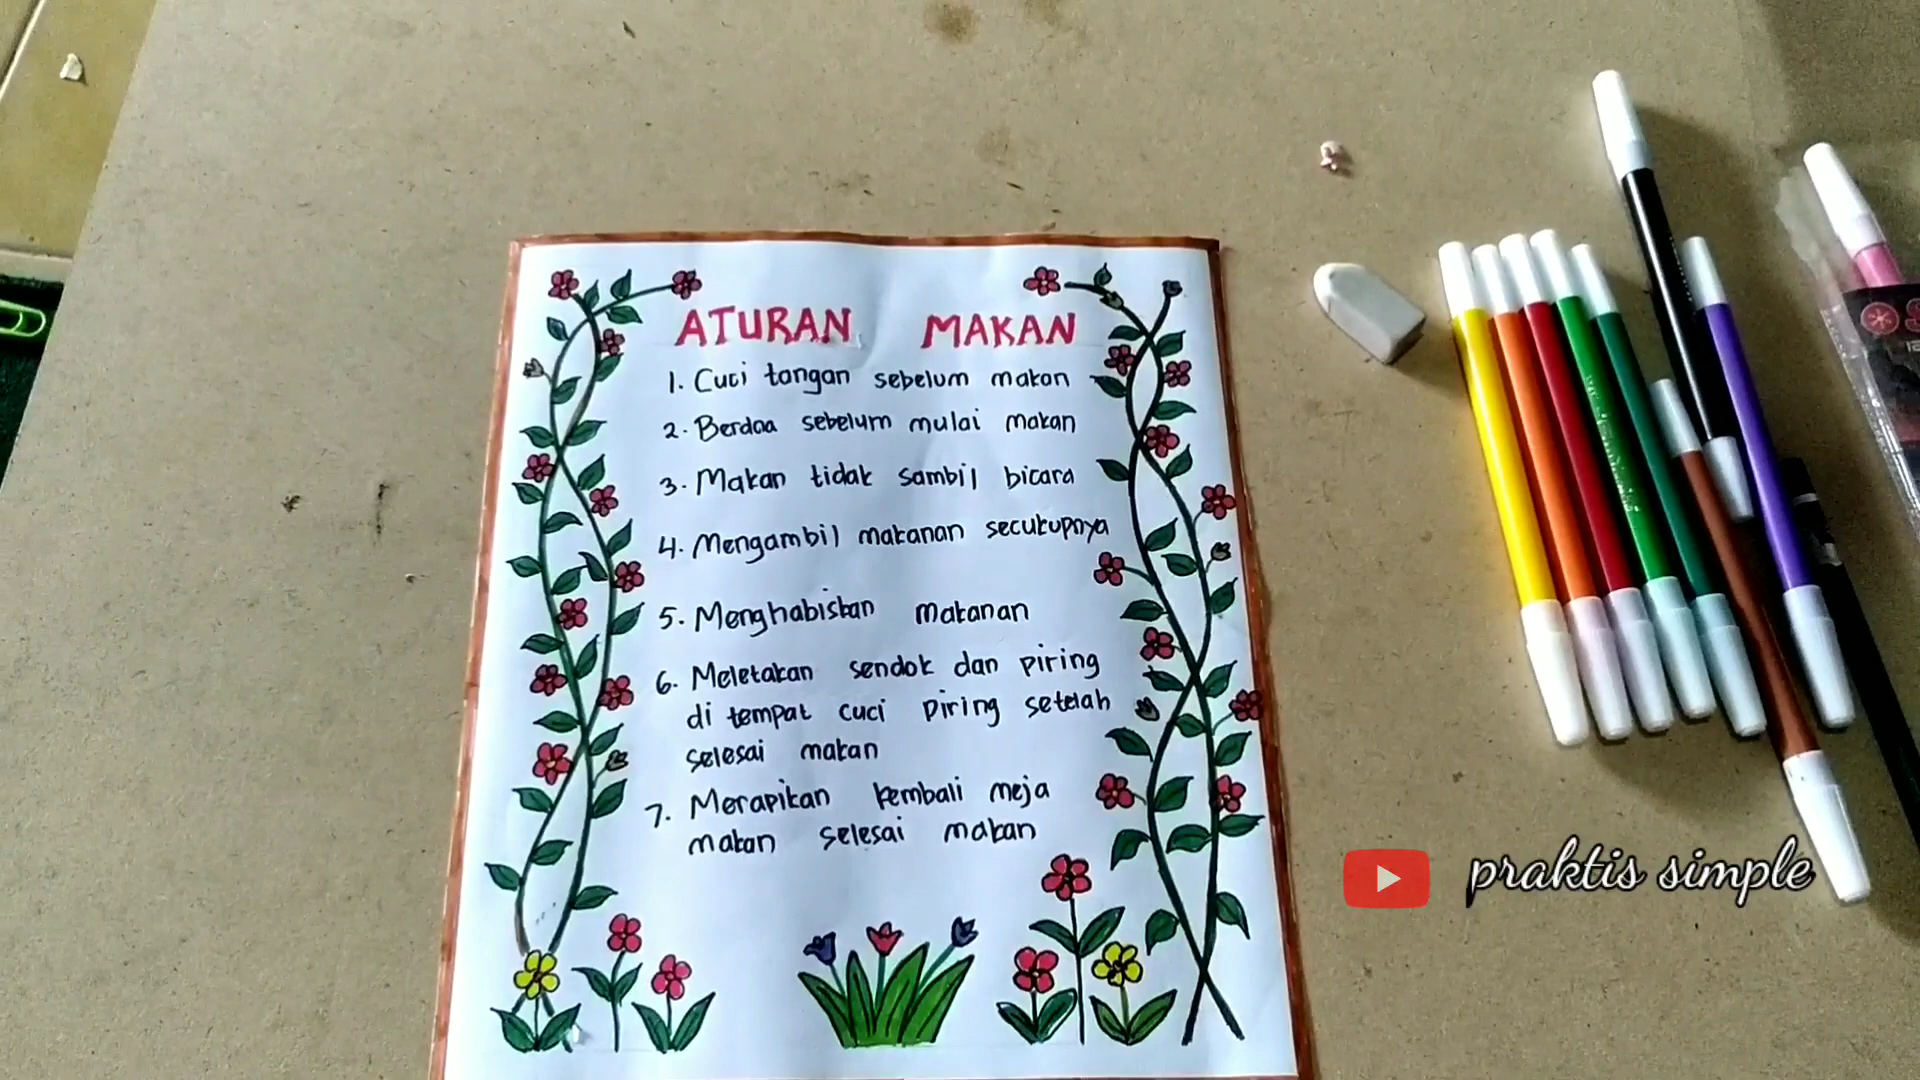 ATURAN MAKAN
1. Cuci tangan sebelum makan
2. Berdoa sebelum mulai makan
3. Makan tidak sambil bicara
4. Mengambil makanan secukupnya
5. Menghabiskan makanan
6. Meletakan sendok dan piring
di tempat cuci piring setelah
selesai makan
7. Merapikan kembali meja
makan selesai makan
praktis simple